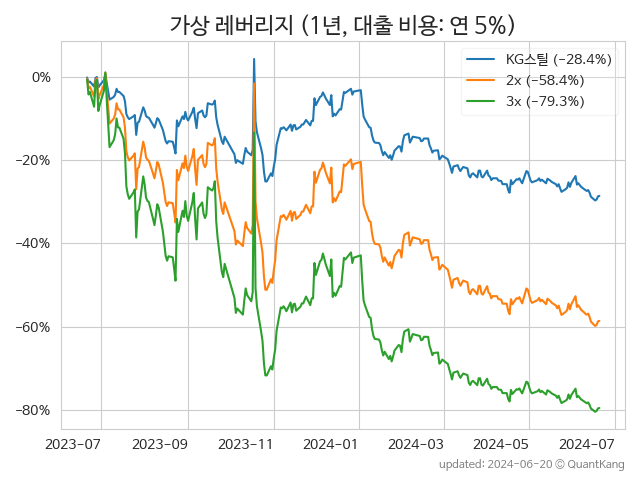 가상 레버리지 (1년, 대출 비용: 연 5%)
KG스틸 (−28.4%)
2x (−58.4%)
3x (−79.3%)
0%
−20%
−40%
−60%
−80%
2023-07 2023-09 2023-11 2024-01 2024-03 2024-05 2024-07
updated: 2024-06-20 © QuantKang